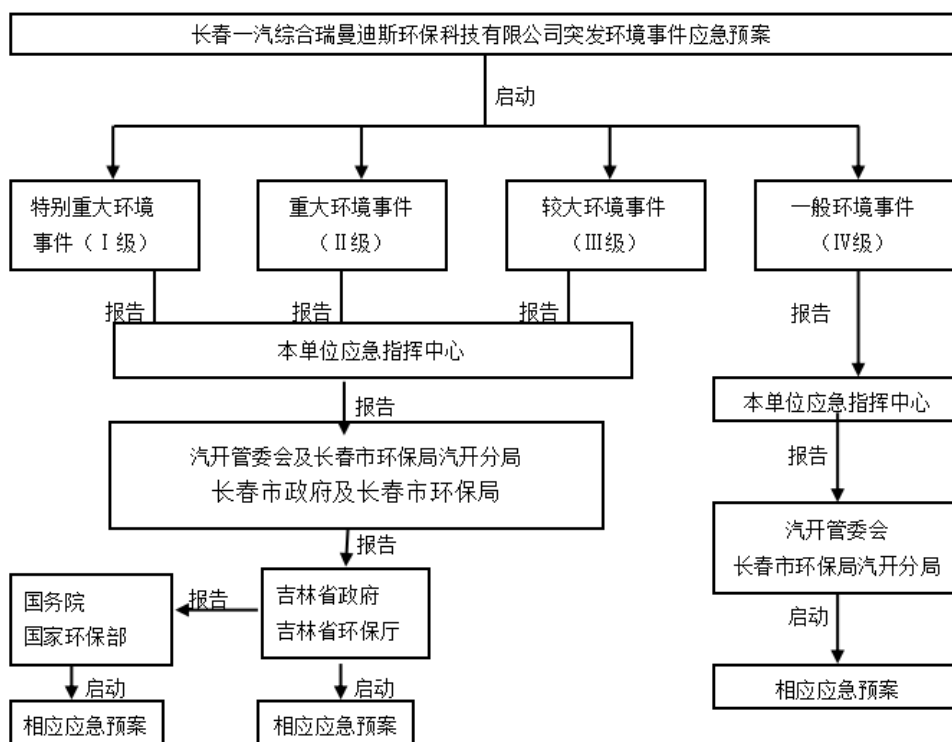 长春一汽综合瑞曼迪斯环保科技有限公司突发环境事件应急预案
启动
特别重大环境
事件（Ⅰ级）
重大环境事件
（Ⅱ级）
较大环境事件
（Ⅲ级）
一般环境事件
（Ⅳ级）
报告
报告
报告
报告
本单位应急指挥中心
本单位应急指挥中心
报告
报告
汽开管委会及长春市环保局汽开分局
长春市政府及长春市环保局
汽开管委会
长春市环保局汽开分局
报告
国务院
国家环保部
报告
吉林省政府
吉林省环保厅
启动
启动
启动
相应应急预案
相应应急预案
相应应急预案